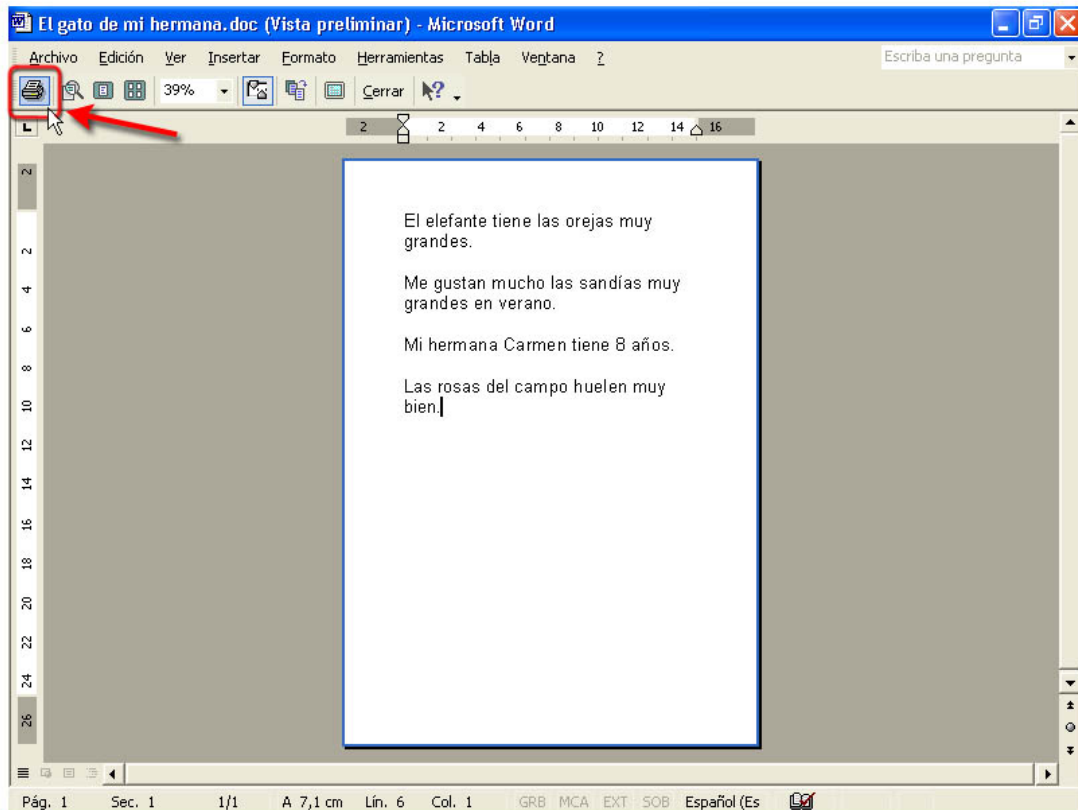 El gato de mi hermana.doc (Vista preliminar) - Microsoft Word
Archivo Edición Ver Insertar Formato Herramientas Tabla Ventana ? Escriba una pregunta
39% Cerrar
2 2 4 6 8 10 12 14 16
2
2
4
6
8
10
12
14
16
18
20
22
24
26
El elefante tiene las orejas muy
grandes.
Me gustan mucho las sandías muy
grandes en verano.
Mi hermana Carmen tiene 8 años.
Las rosas del campo huelen muy
bien.
Pág. 1 Sec. 1 1/1 A 7,1 cm Lín. 6 Col. 1 GRB MCA EXT SOB Español (Es